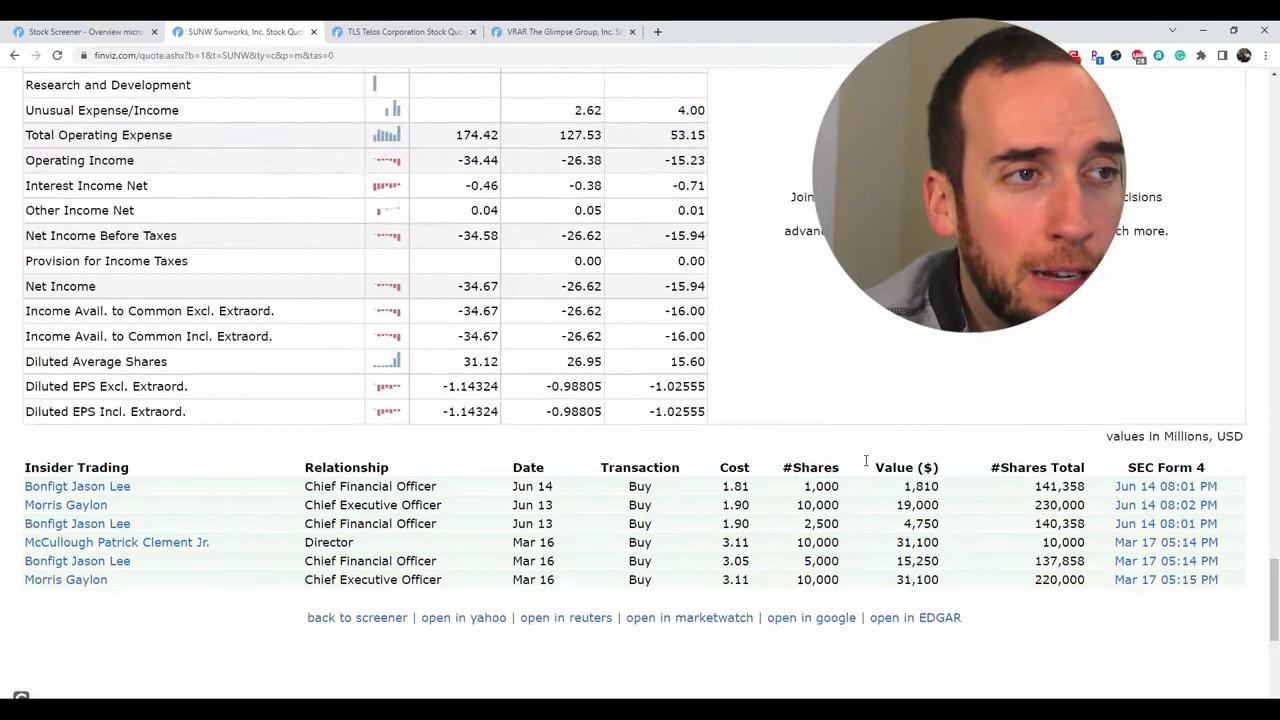 Stock Screener - Overview micro
SUNW Sunworks, Inc. Stock Quo
TLS Telos Corporation Stock Quo
VRAR The Glimpse Group, Inc. S
finviz.com/quote.ashx?b=1&t=SUNW&ty=c&p=m&tas=0
28
Research and Development
Unusual Expense/Income 2.62 4.00
Total Operating Expense 174.42 127.53 53.15
Operating Income -34.44 -26.38 -15.23
Interest Income Net -0.46 -0.38 -0.71
Join cisions
Other Income Net 0.04 0.05 0.01
advanc ch more.
Net Income Before Taxes -34.58 -26.62 -15.94
Provision for Income Taxes 0.00 0.00
Net Income -34.67 -26.62 -15.94
Income Avail. to Common Excl. Extraord. -34.67 -26.62 -16.00
Income Avail. to Common Incl. Extraord. -34.67 -26.62 -16.00
Diluted Average Shares 31.12 26.95 15.60
Diluted EPS Excl. Extraord. -1.14324 -0.98805 -1.02555
Diluted EPS Incl. Extraord. -1.14324 -0.98805 -1.02555
values in Millions, USD
Insider Trading Relationship Date Transaction Cost #Shares Value ($) #Shares Total SEC Form 4
Bonfigt Jason Lee Chief Financial Officer Jun 14 Buy 1.81 1,000 1,810 141,358 Jun 14 08:01 PM
Morris Gaylon Chief Executive Officer Jun 13 Buy 1.90 10,000 19,000 230,000 Jun 14 08:02 PM
Bonfigt Jason Lee Chief Financial Officer Jun 13 Buy 1.90 2,500 4,750 140,358 Jun 14 08:01 PM
McCullough Patrick Clement Jr. Director Mar 16 Buy 3.11 10,000 31,100 10,000 Mar 17 05:14 PM
Bonfigt Jason Lee Chief Financial Officer Mar 16 Buy 3.05 5,000 15,250 137,858 Mar 17 05:14 PM
Morris Gaylon Chief Executive Officer Mar 16 Buy 3.11 10,000 31,100 220,000 Mar 17 05:15 PM
back to screener | open in yahoo | open in reuters | open in marketwatch | open in google | open in EDGAR